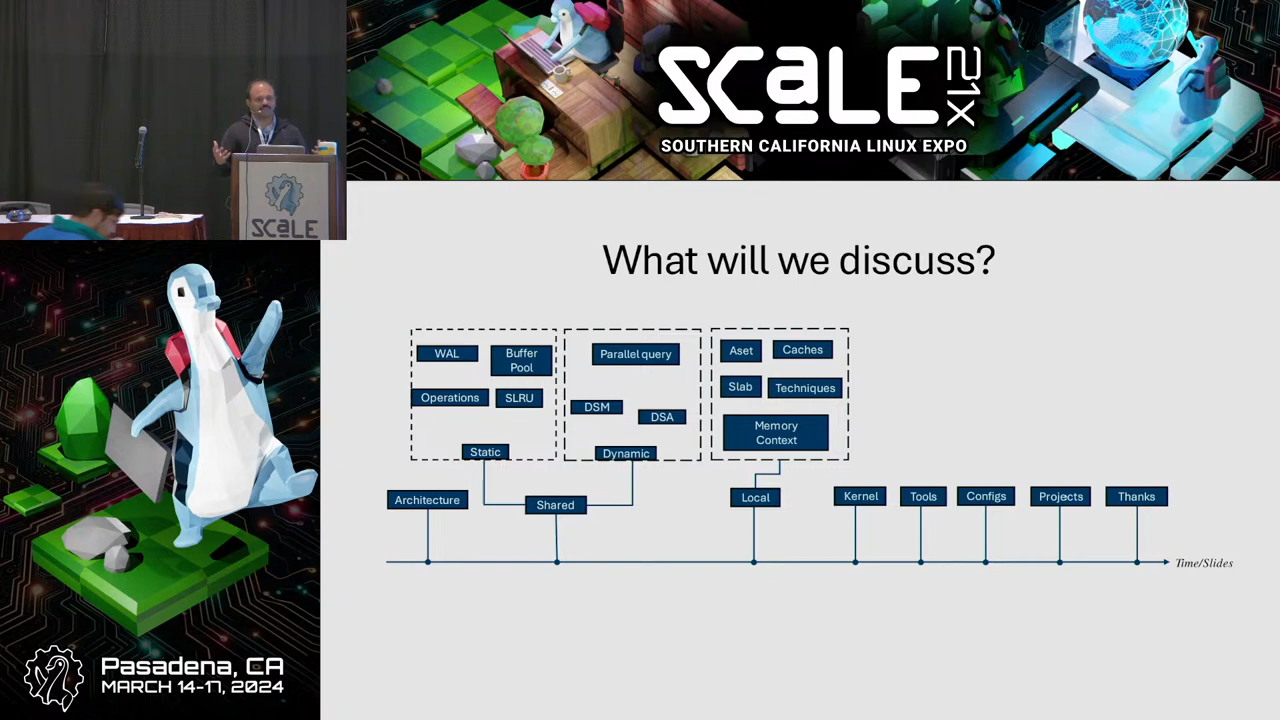 SCALE 21X
SOUTHERN CALIFORNIA LINUX EXPO
SCALE
What will we discuss?
WAL
Buffer
Pool
Operations
SLRU
Static
Parallel query
DSM
DSA
Dynamic
Aset
Caches
Slab
Techniques
Memory
Context
Architecture
Shared
Local
Kernel
Tools
Configs
Projects
Thanks
Time/Slides
Pasadena, CA
MARCH 14-17, 2024